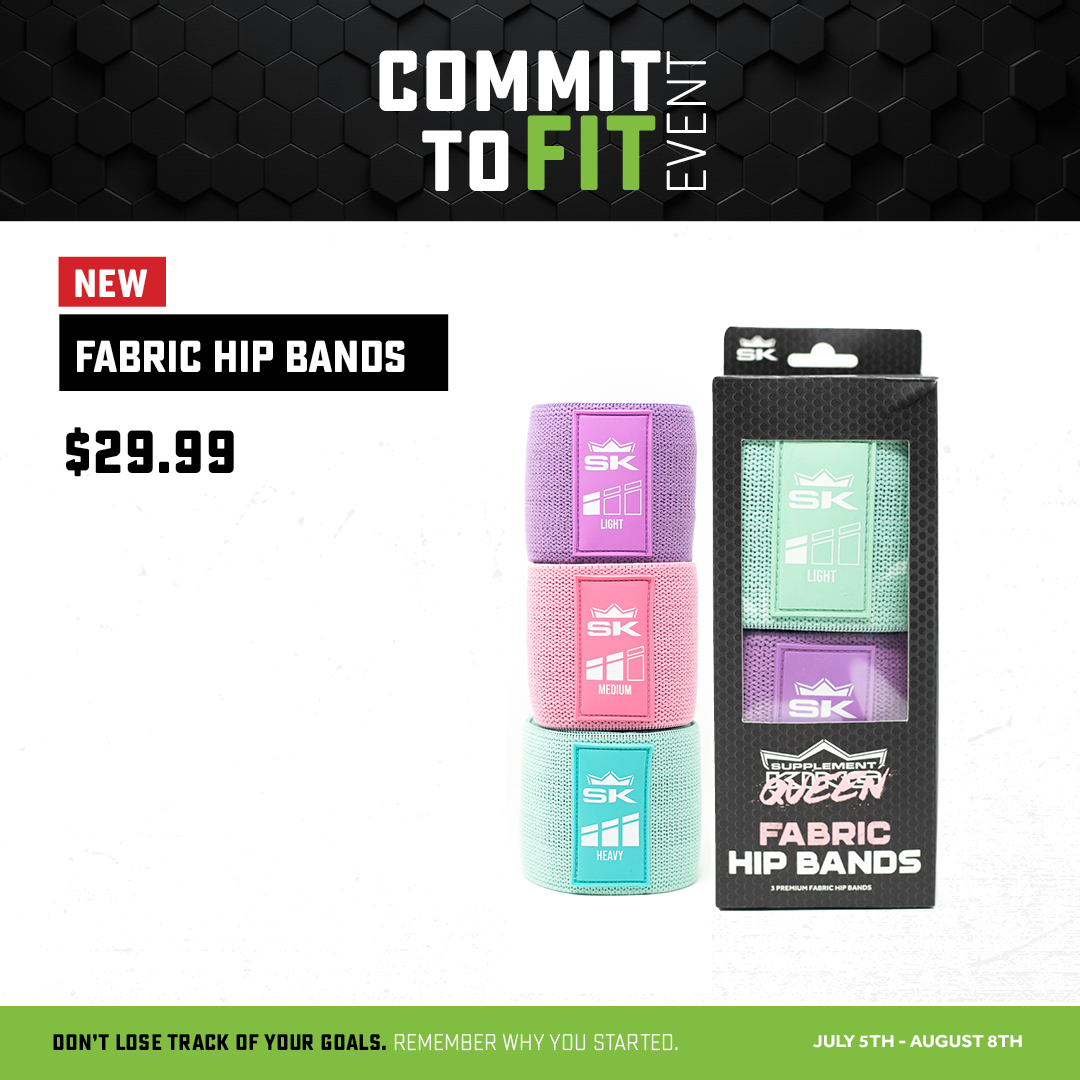 COMMIT
TO FIT
EVENT
NEW
FABRIC HIP BANDS
$29.99
SK
LIGHT
SK
MEDIUM
SK
HEAVY
SK
SK
LIGHT
SK
SUPPLEMENT
QUEEN
FABRIC
HIP BANDS
3 PREMIUM FABRIC HIP BANDS
DON'T LOSE TRACK OF YOUR GOALS. REMEMBER WHY YOU STARTED.
JULY 5TH - AUGUST 8TH